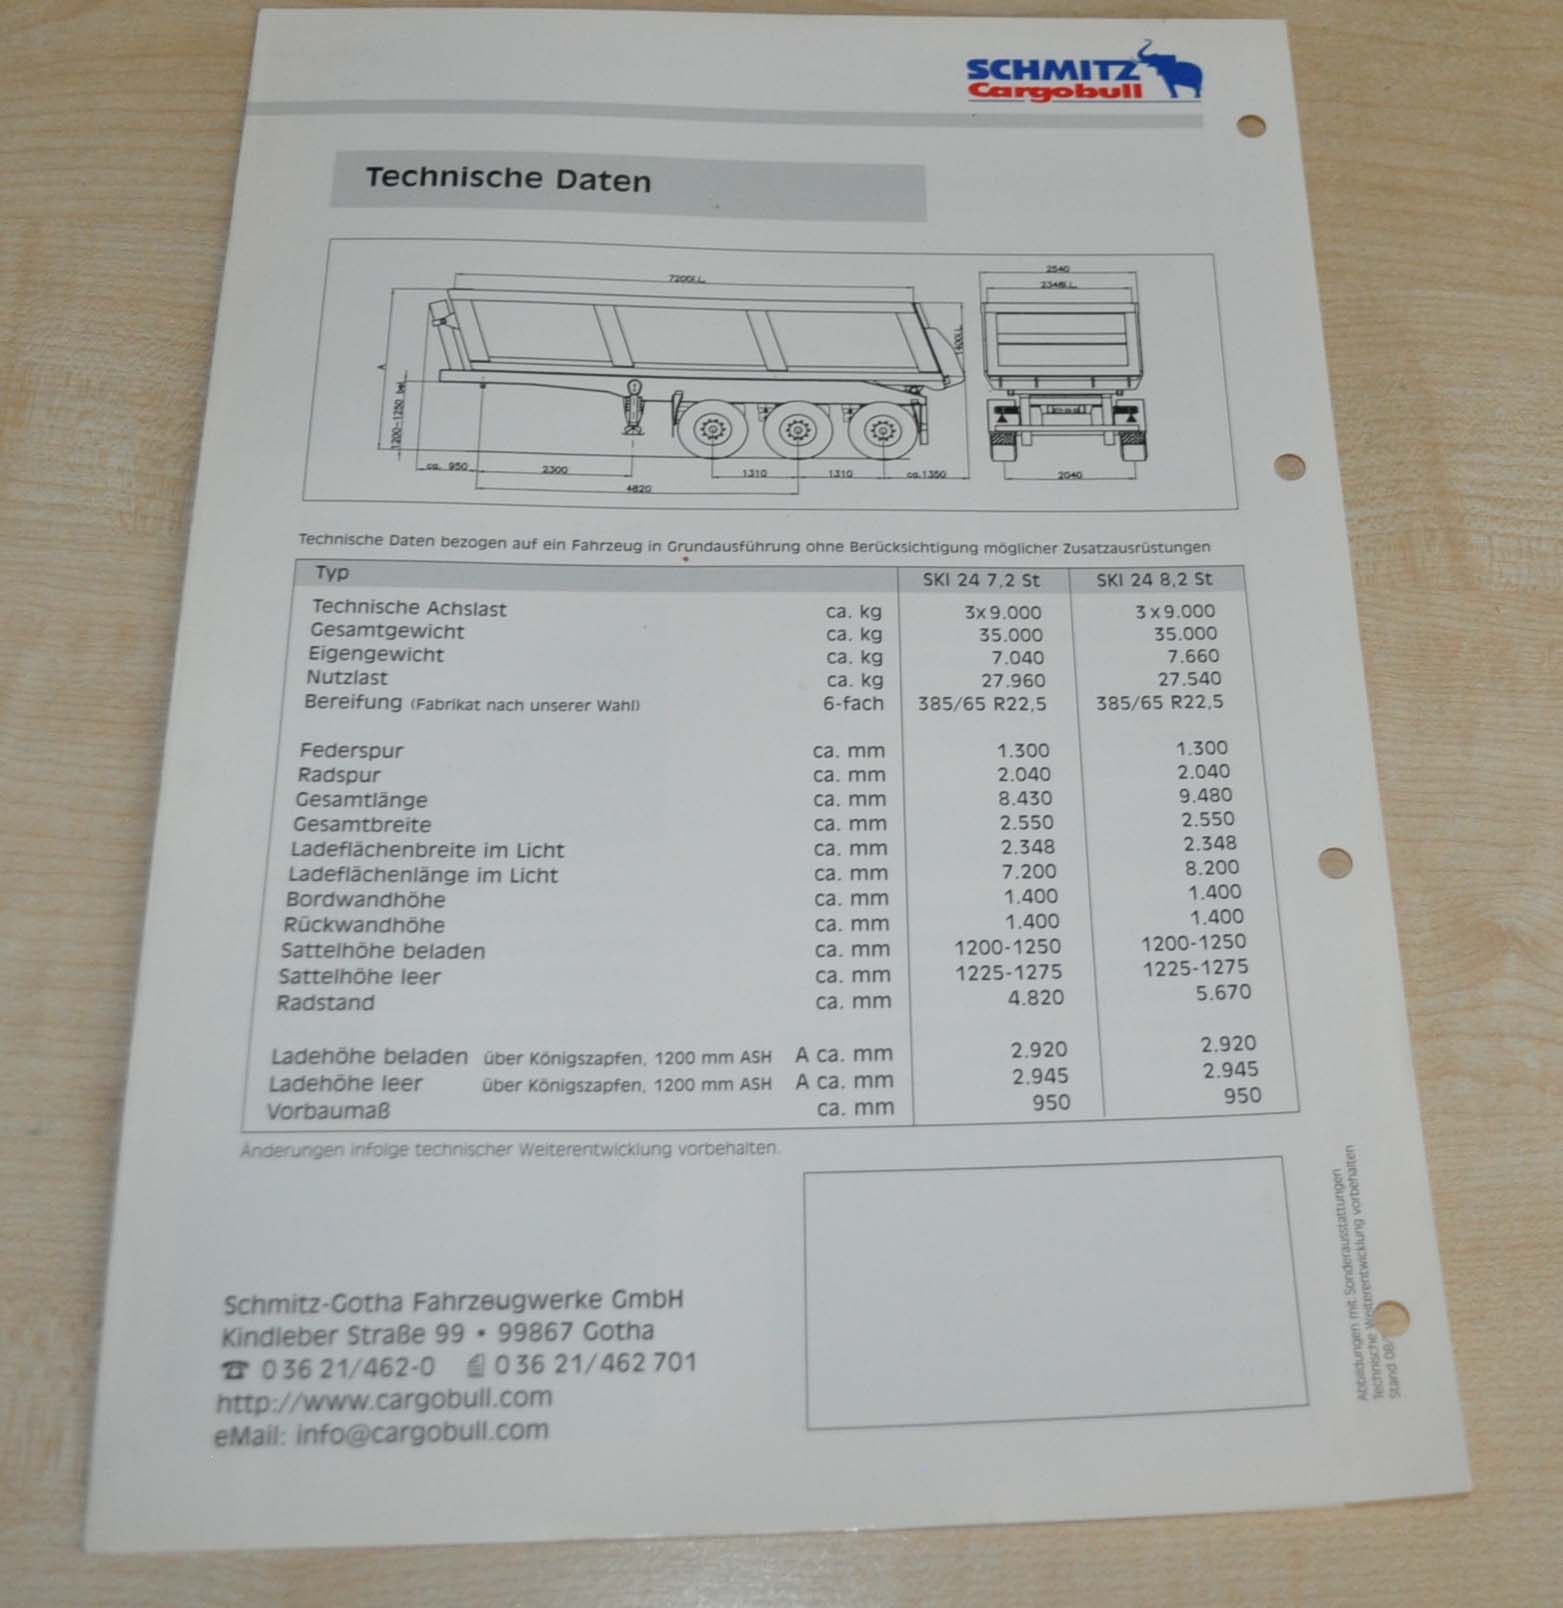 SCHMITZ
Cargobull
Technische Daten
7200i.L.
2540
2348i.L.
A
1200-1250 bel.
1400i.L.
ca. 950
2300
4820
1310
1310
ca.1350
2040
Technische Daten bezogen auf ein Fahrzeug in Grundausführung ohne Berücksichtigung möglicher Zusatzausrüstungen
Typ SKI 24 7,2 St SKI 24 8,2 St
Technische Achslast ca. kg 3x9.000 3x9.000
Gesamtgewicht ca. kg 35.000 35.000
Eigengewicht ca. kg 7.040 7.660
Nutzlast ca. kg 27.960 27.540
Bereifung (Fabrikat nach unserer Wahl) 6-fach 385/65 R22,5 385/65 R22,5
Federspur ca. mm 1.300 1.300
Radspur ca. mm 2.040 2.040
Gesamtlänge ca. mm 8.430 9.480
Gesamtbreite ca. mm 2.550 2.550
Ladeflächenbreite im Licht ca. mm 2.348 2.348
Ladeflächenlänge im Licht ca. mm 7.200 8.200
Bordwandhöhe ca. mm 1.400 1.400
Rückwandhöhe ca. mm 1.400 1.400
Sattelhöhe beladen ca. mm 1200-1250 1200-1250
Sattelhöhe leer ca. mm 1225-1275 1225-1275
Radstand ca. mm 4.820 5.670
Ladehöhe beladen über Königszapfen, 1200 mm ASH A ca. mm 2.920 2.920
Ladehöhe leer über Königszapfen, 1200 mm ASH A ca. mm 2.945 2.945
Vorbaumaß ca. mm 950 950
Änderungen infolge technischer Weiterentwicklung vorbehalten.
Schmitz-Gotha Fahrzeugwerke GmbH
Kindleber Straße 99 • 99867 Gotha
☎ 0 36 21/462-0 0 36 21/462 701
http://www.cargobull.com
eMail: info@cargobull.com
Abbildungen mit Sonderausstattungen
Technische Weiterentwicklung vorbehalten
Stand 08/